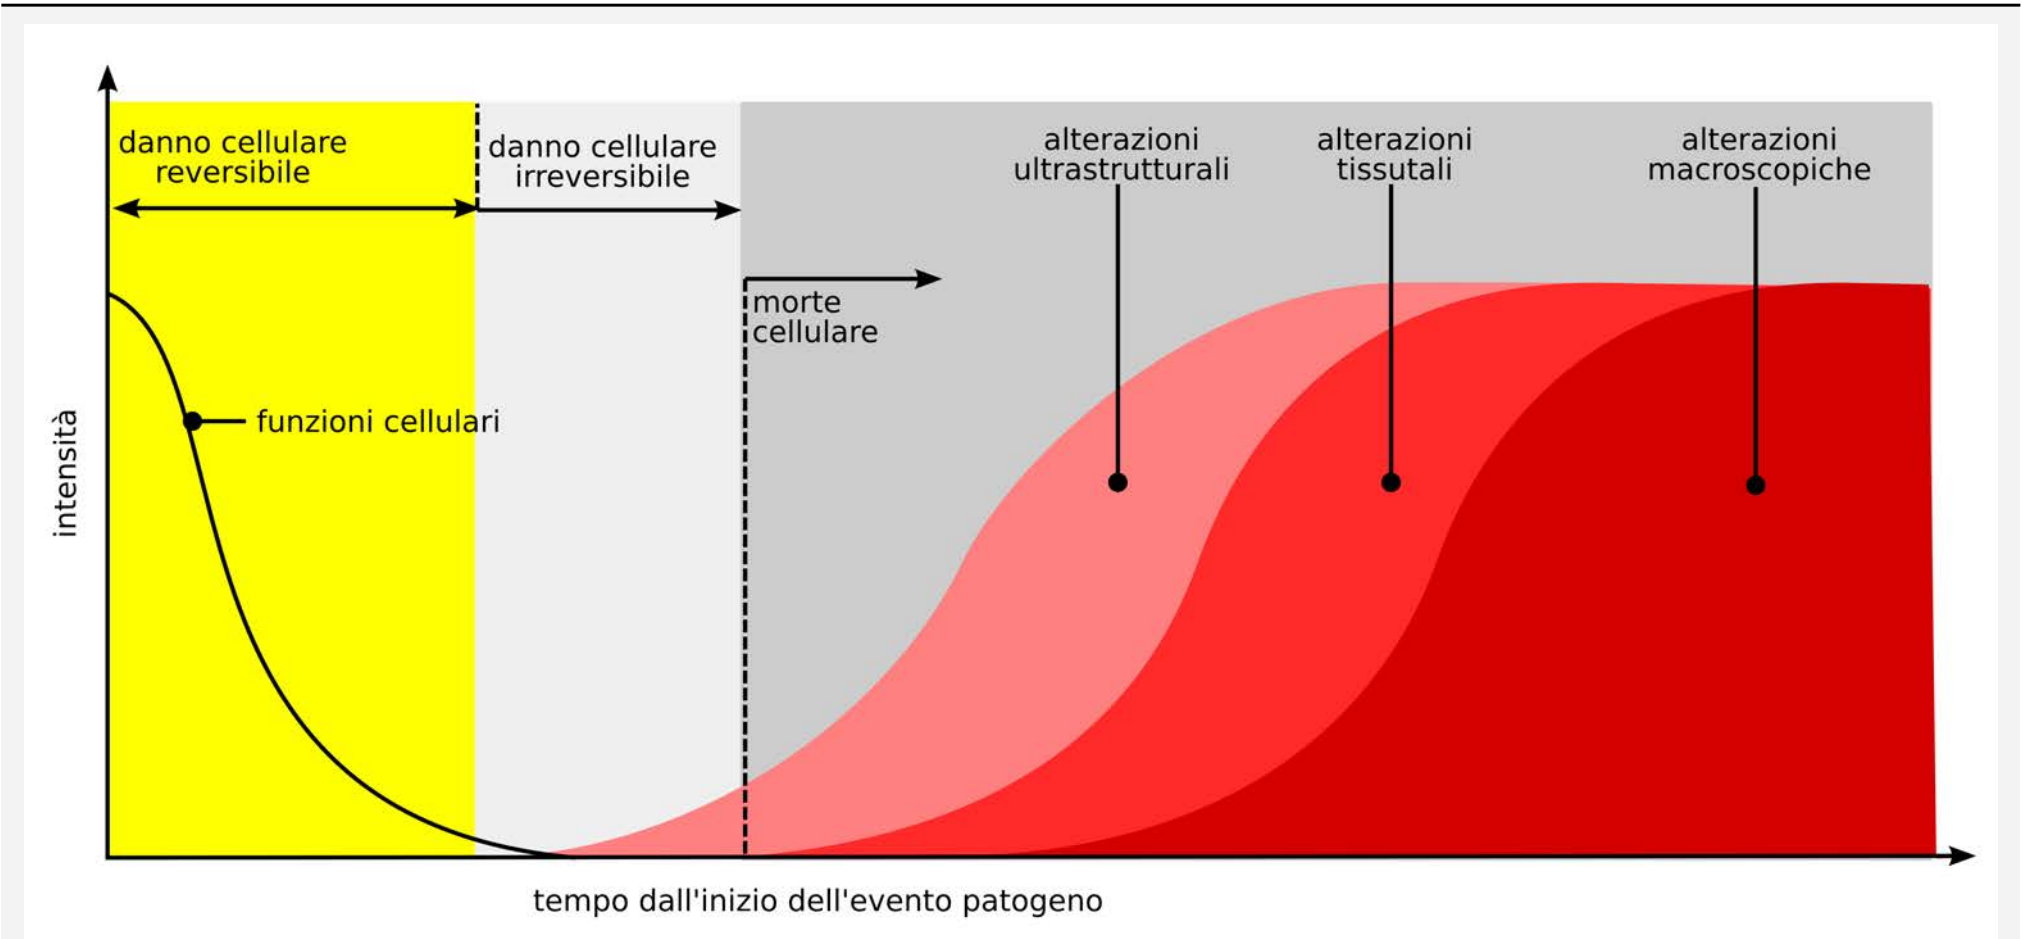 danno cellulare
reversibile
danno cellulare
irreversibile
alterazioni
ultrastrutturali
alterazioni
tissutali
alterazioni
macroscopiche
morte
cellulare
funzioni cellulari
intensità
tempo dall'inizio dell'evento patogeno